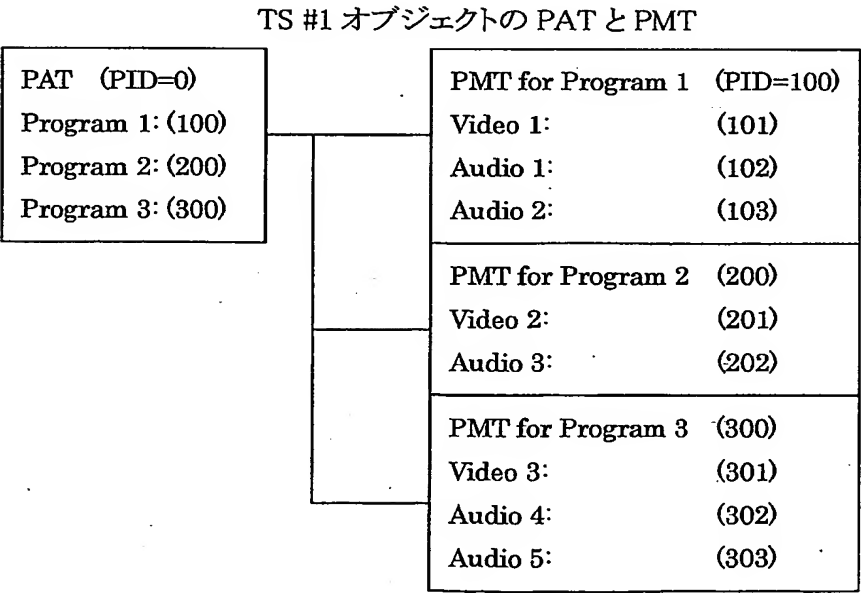 TS #1 オブジェクトの PAT と PMT
PAT (PID=0)
Program 1: (100)
Program 2: (200)
Program 3: (300)
PMT for Program 1 (PID=100)
Video 1: (101)
Audio 1: (102)
Audio 2: (103)
PMT for Program 2 (200)
Video 2: (201)
Audio 3: (202)
PMT for Program 3 (300)
Video 3: (301)
Audio 4: (302)
Audio 5: (303)